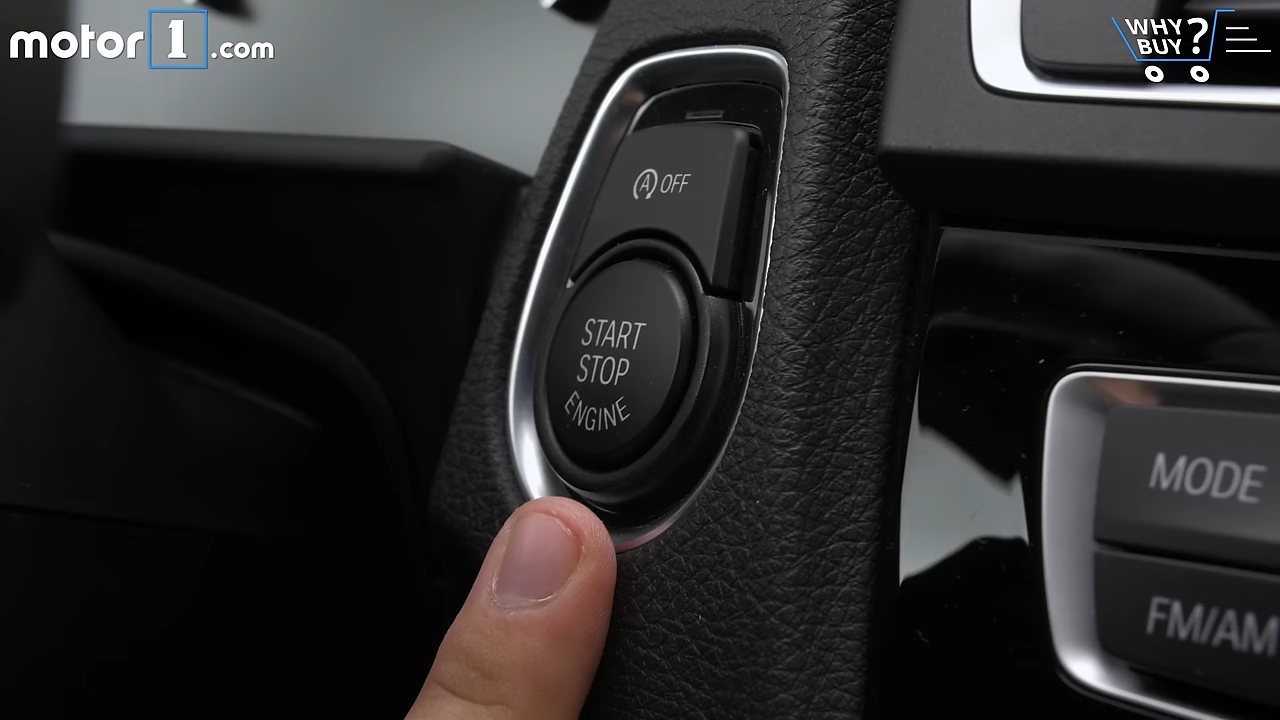 motor1.com
WHY
BUY?
A OFF
START
STOP
ENGINE
MODE
FM/AM